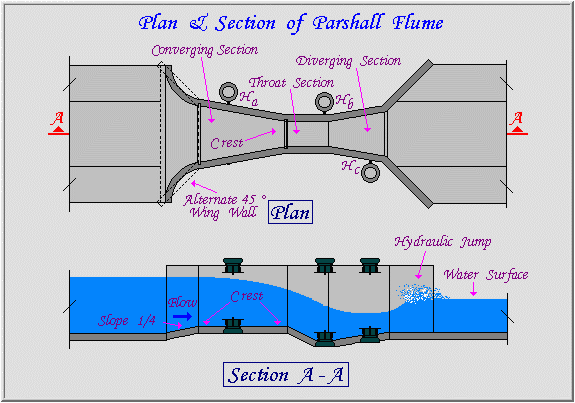 Plan & Section of Parshall Flume
Converging Section
Diverging Section
Throat Section
Ha
Hb
A
A
Crest
Hc
Alternate 45 °
Wing Wall
Plan
Hydraulic Jump
Water Surface
Flow
Crest
Slope 1/4
Section A - A